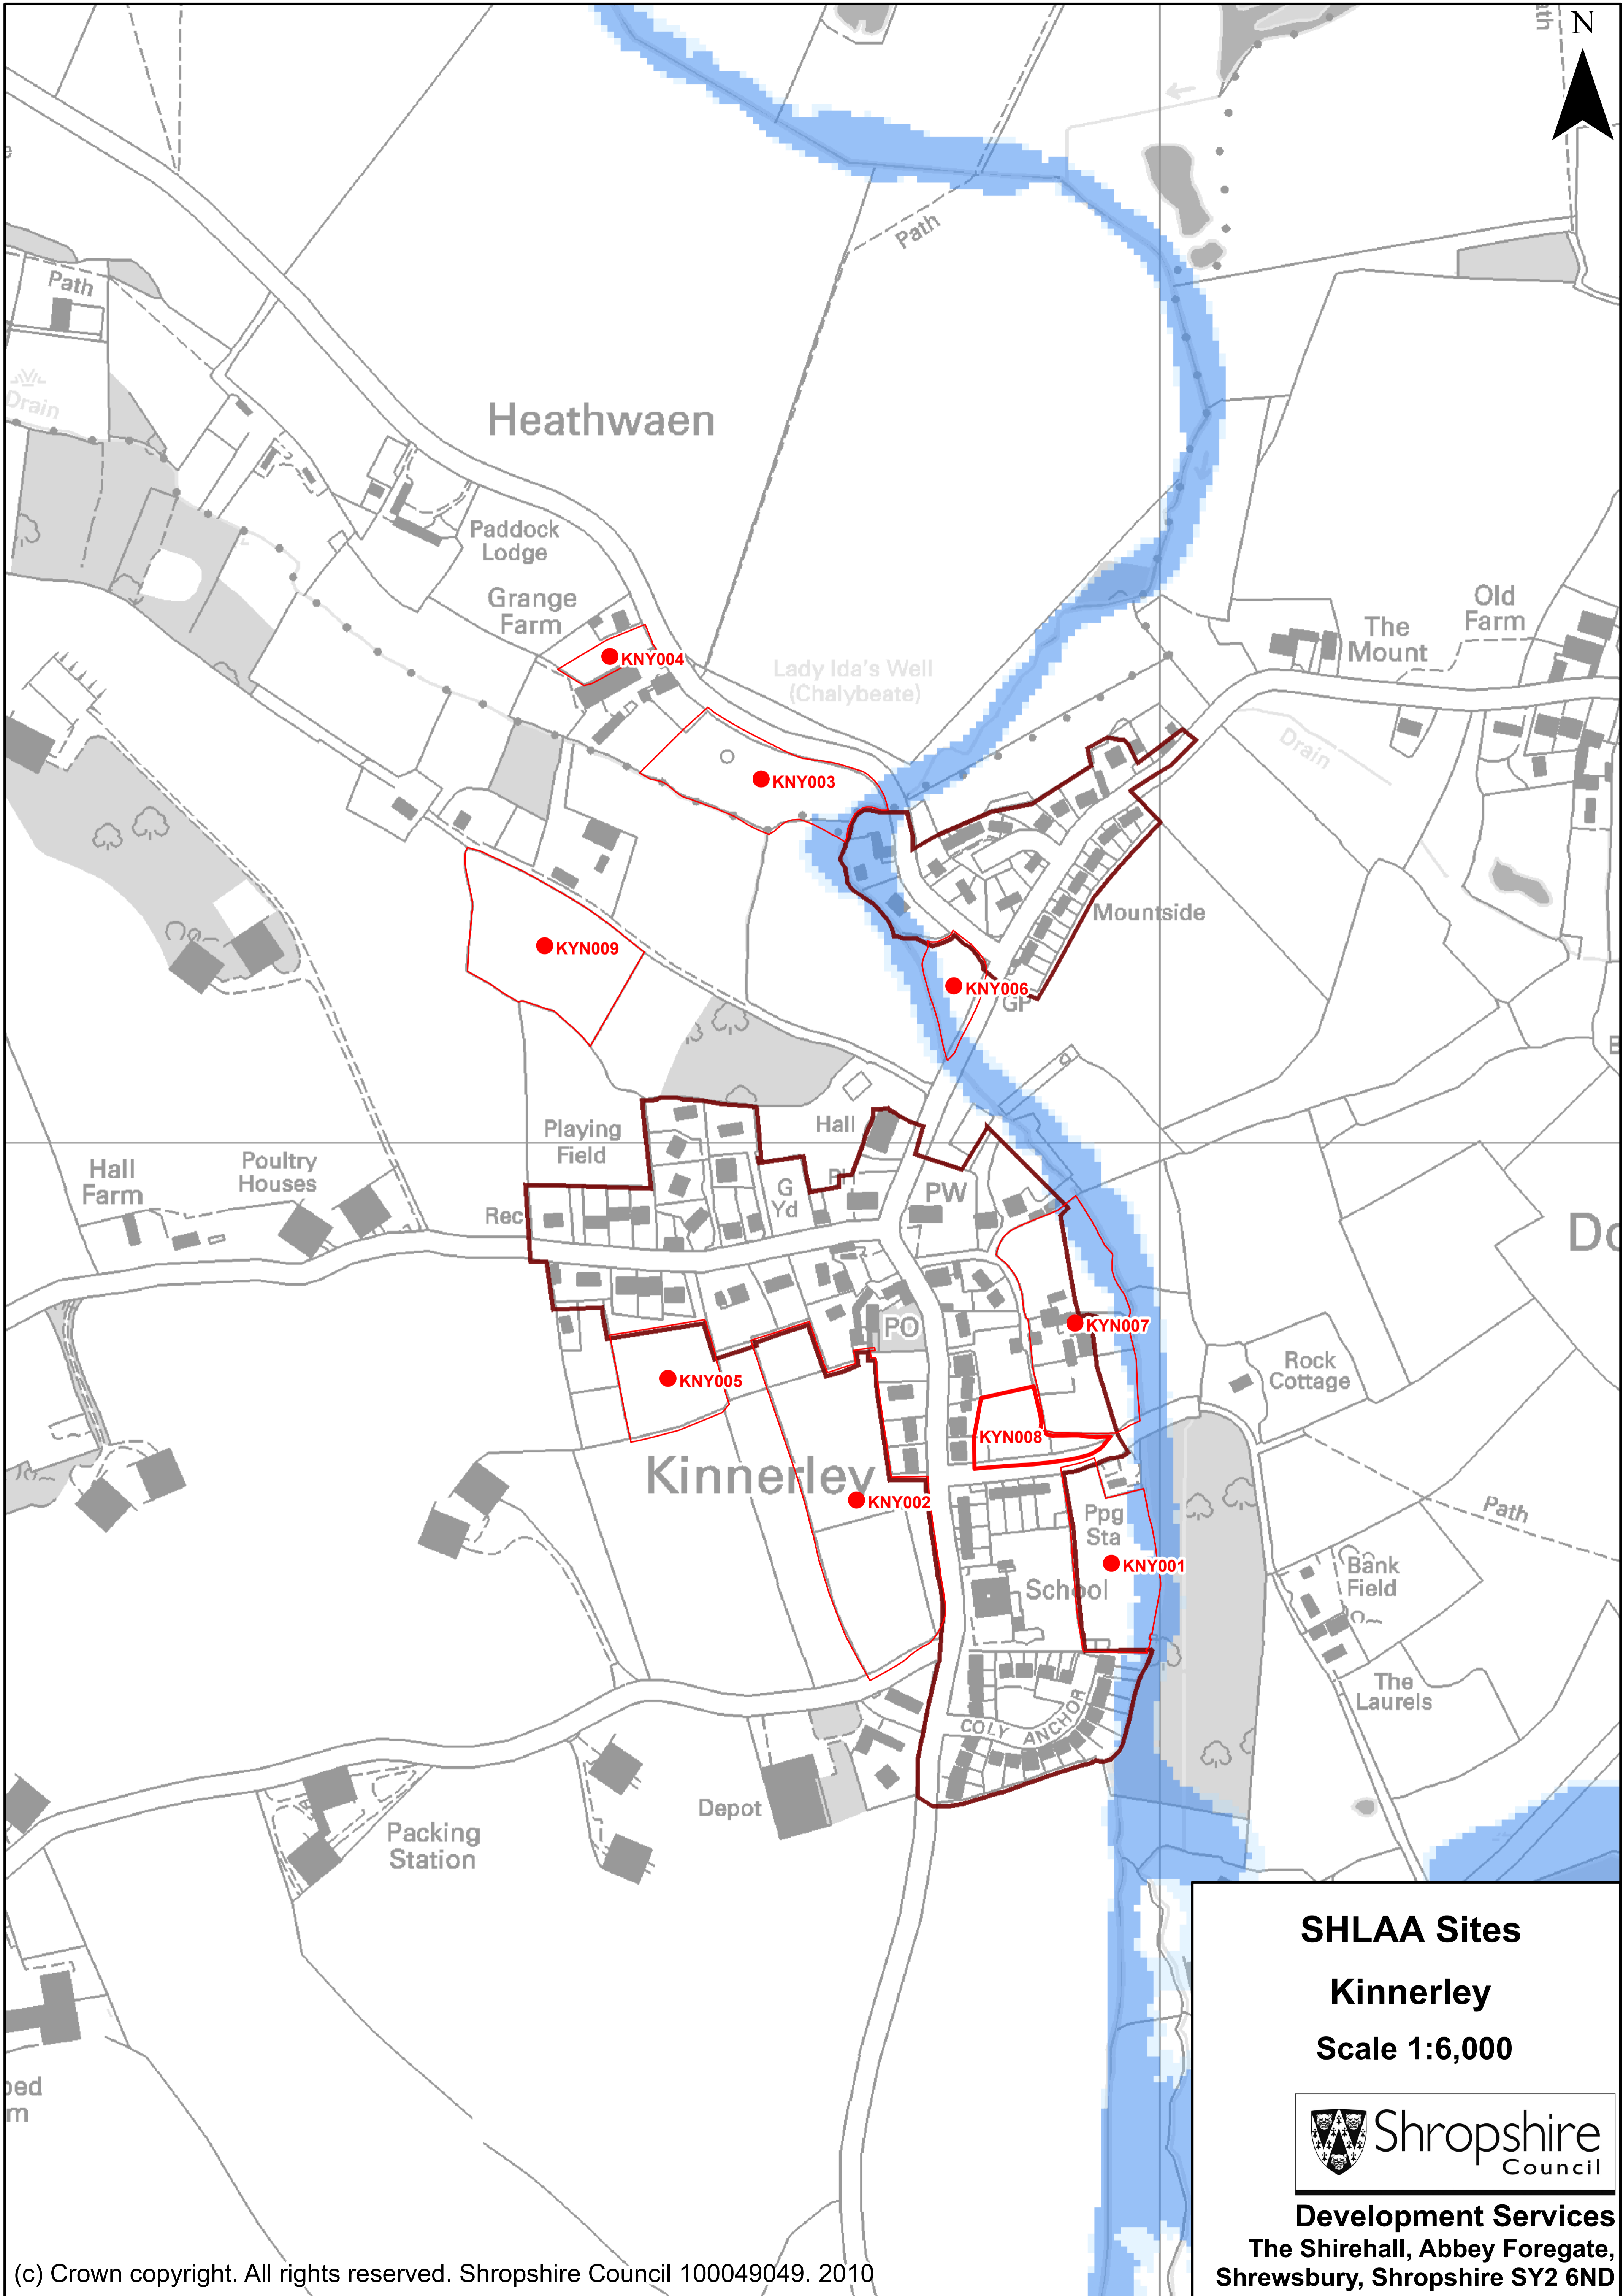 N
Path
Path
Drain
Heathwaen
Paddock
Lodge
Grange
Farm
KNY004
Lady Ida's Well
(Chalybeate)
Old
Farm
The
Mount
Drain
KNY003
Mountside
KYN009
KNY006
GP
Playing
Field
Hall
Hall
Farm
Poultry
Houses
Rec
G
Yd
PW
PO
KYN007
KNY005
Rock
Cottage
KYN008
Kinnerley
KNY002
Path
Ppg
Sta
KNY001
School
Bank
Field
The
Laurels
COLY ANCHOR
Depot
Packing
Station
SHLAA Sites
Kinnerley
Scale 1:6,000
Shropshire
Council
Development Services
The Shirehall, Abbey Foregate,
Shrewsbury, Shropshire SY2 6ND
(c) Crown copyright. All rights reserved. Shropshire Council 100049049. 2010